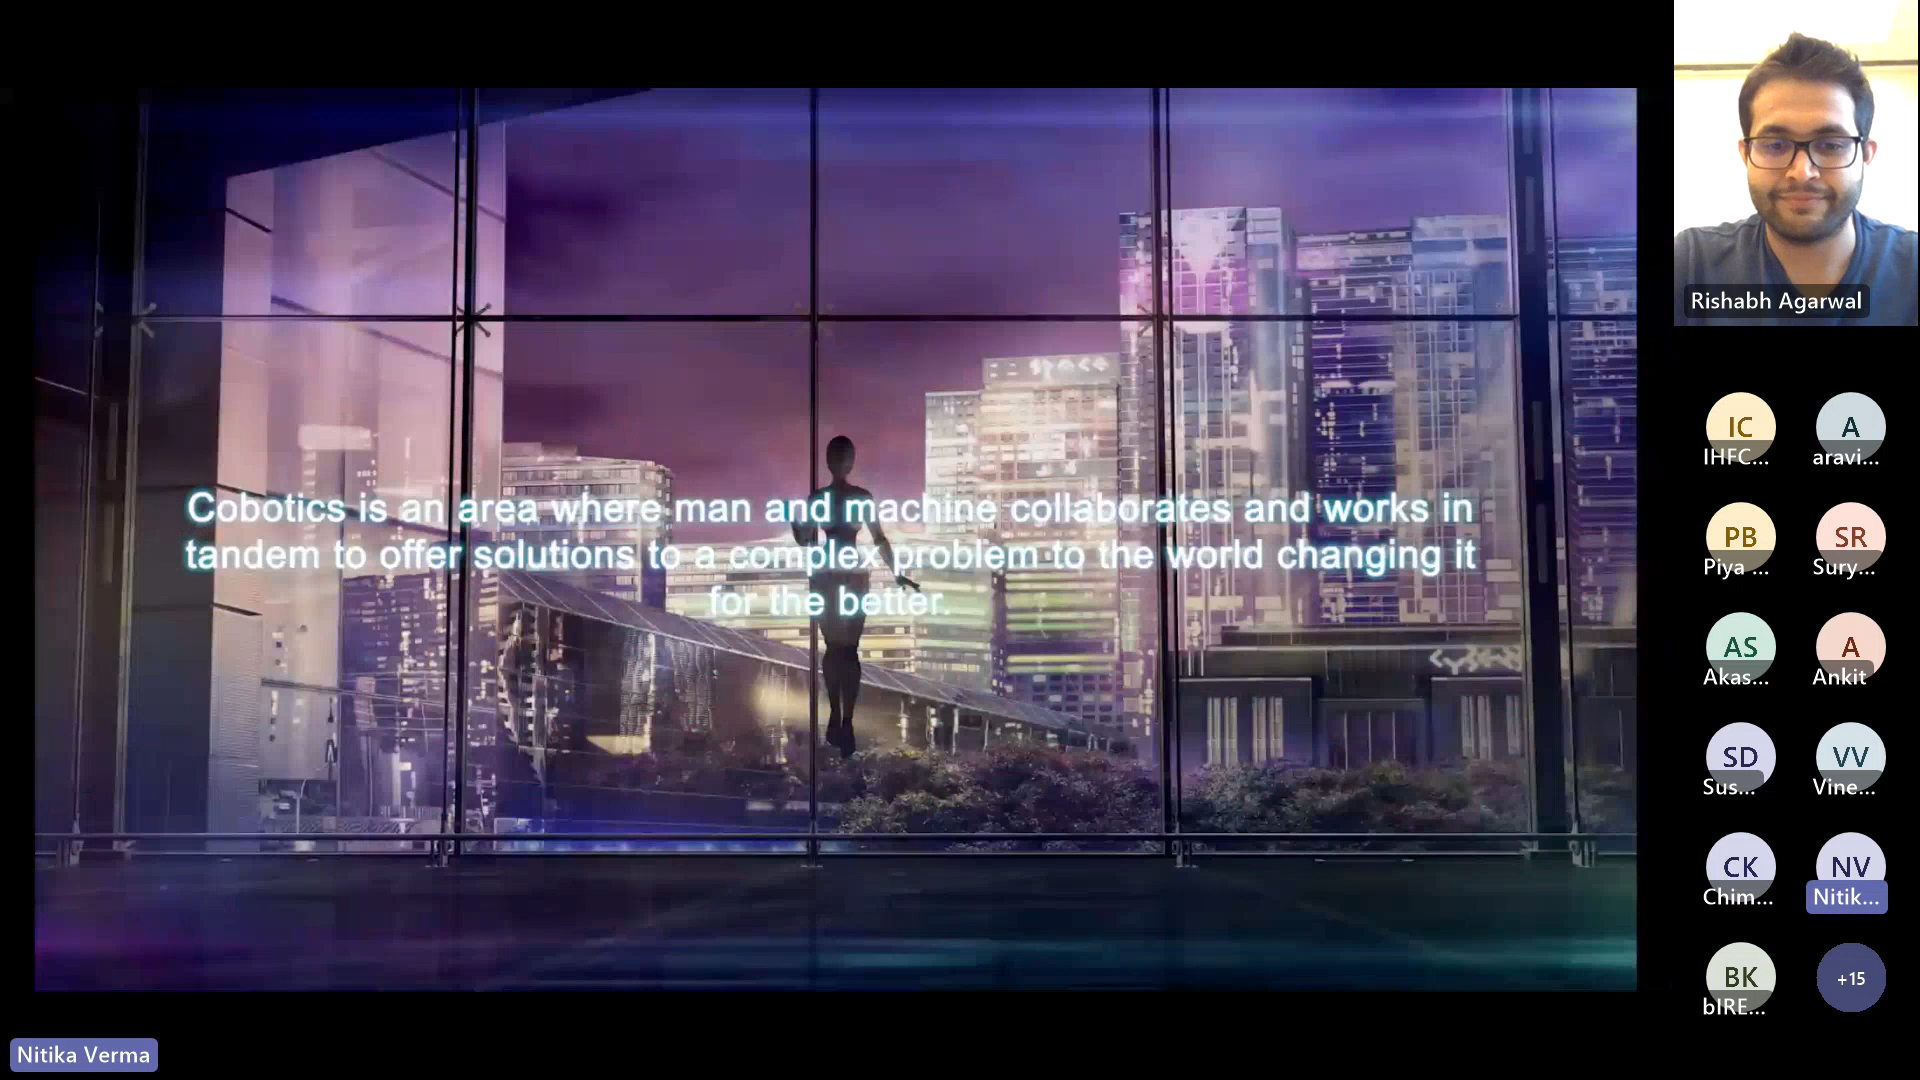 Cobotics is an area where man and machine collaborates and works in
tandem to offer solutions to a complex problem to the world changing it
for the better.
Rishabh Agarwal
IC
IHFC...
A
aravi...
PB
Piya ...
SR
Sury...
AS
Akas...
A
Ankit
SD
Sus...
VV
Vine...
CK
Chim...
NV
Nitik...
BK
bIRE...
+15
Nitika Verma